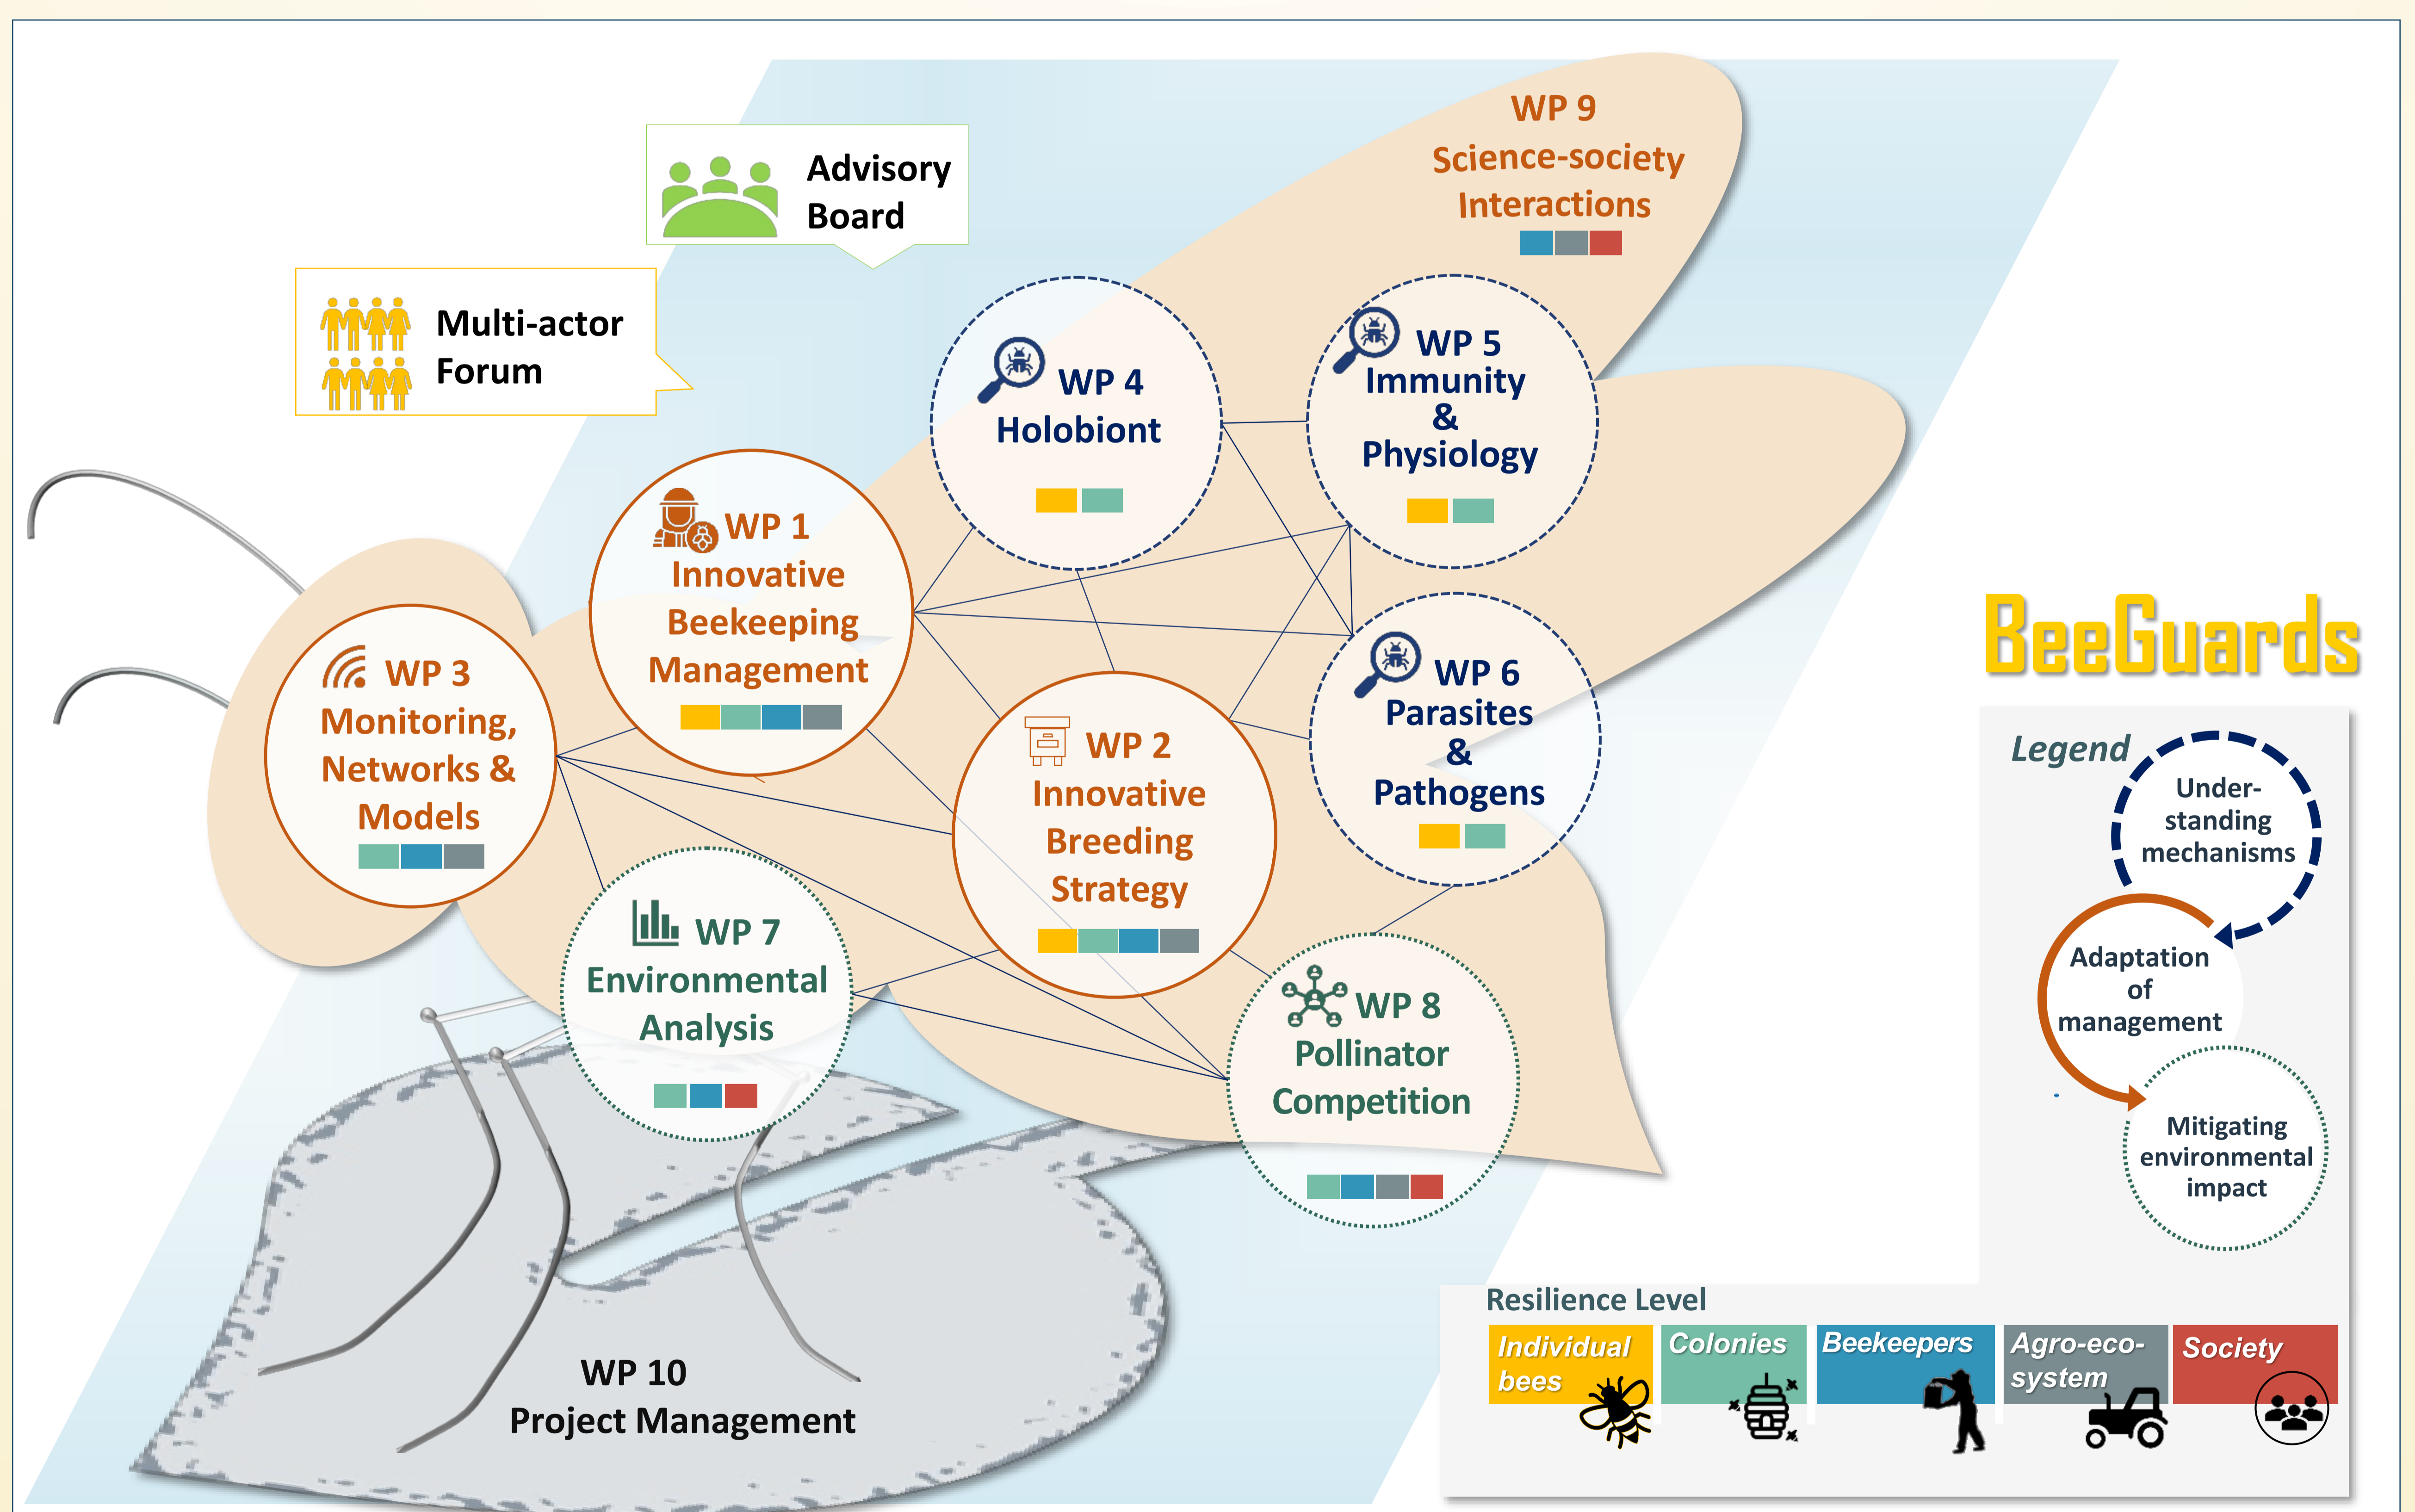 WP 9
Science-society
Interactions
Advisory
Board
Multi-actor
Forum
WP 4
Holobiont
WP 5
Immunity
&
Physiology
WP 1
Innovative
Beekeeping
Management
WP 3
Monitoring,
Networks &
Models
WP 2
Innovative
Breeding
Strategy
WP 6
Parasites
&
Pathogens
WP 7
Environmental
Analysis
WP 8
Pollinator
Competition
WP 10
Project Management
BeeGuards
Legend
Under-
standing
mechanisms
Adaptation
of
management
Mitigating
environmental
impact
Resilience Level
Individual
bees
Colonies
Beekeepers
Agro-eco-
system
Society